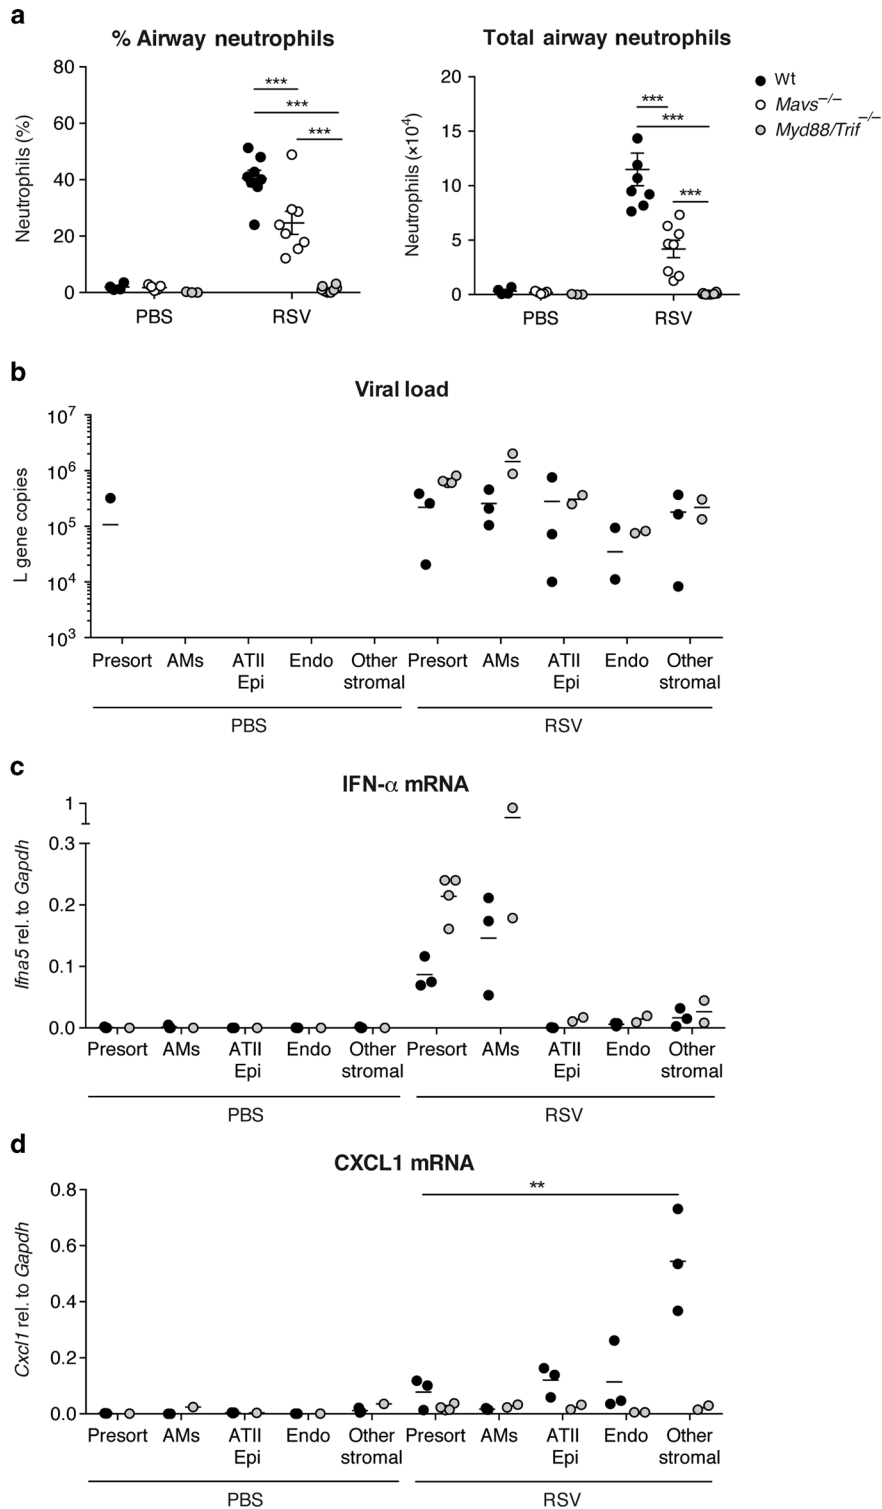 a
% Airway neutrophils
Total airway neutrophils
Neutrophils (%)
80
60
40
20
0
***
***
***
PBS
RSV
Neutrophils (×10⁴)
20
15
10
5
0
***
***
***
PBS
RSV
Wt
Mavs–/–
Myd88/Trif–/–
b
Viral load
L gene copies
10⁷
10⁶
10⁵
10⁴
10³
Presort AMs ATII Endo Other Presort AMs ATII Endo Other
Epi stromal Epi stromal
PBS RSV
c
IFN-α mRNA
Ifna5 rel. to Gapdh
1
0.3
0.2
0.1
0.0
Presort AMs ATII Endo Other Presort AMs ATII Endo Other
Epi stromal Epi stromal
PBS RSV
d
CXCL1 mRNA
Cxcl1 rel. to Gapdh
0.8
0.6
0.4
0.2
0.0
**
Presort AMs ATII Endo Other Presort AMs ATII Endo Other
Epi stromal Epi stromal
PBS RSV